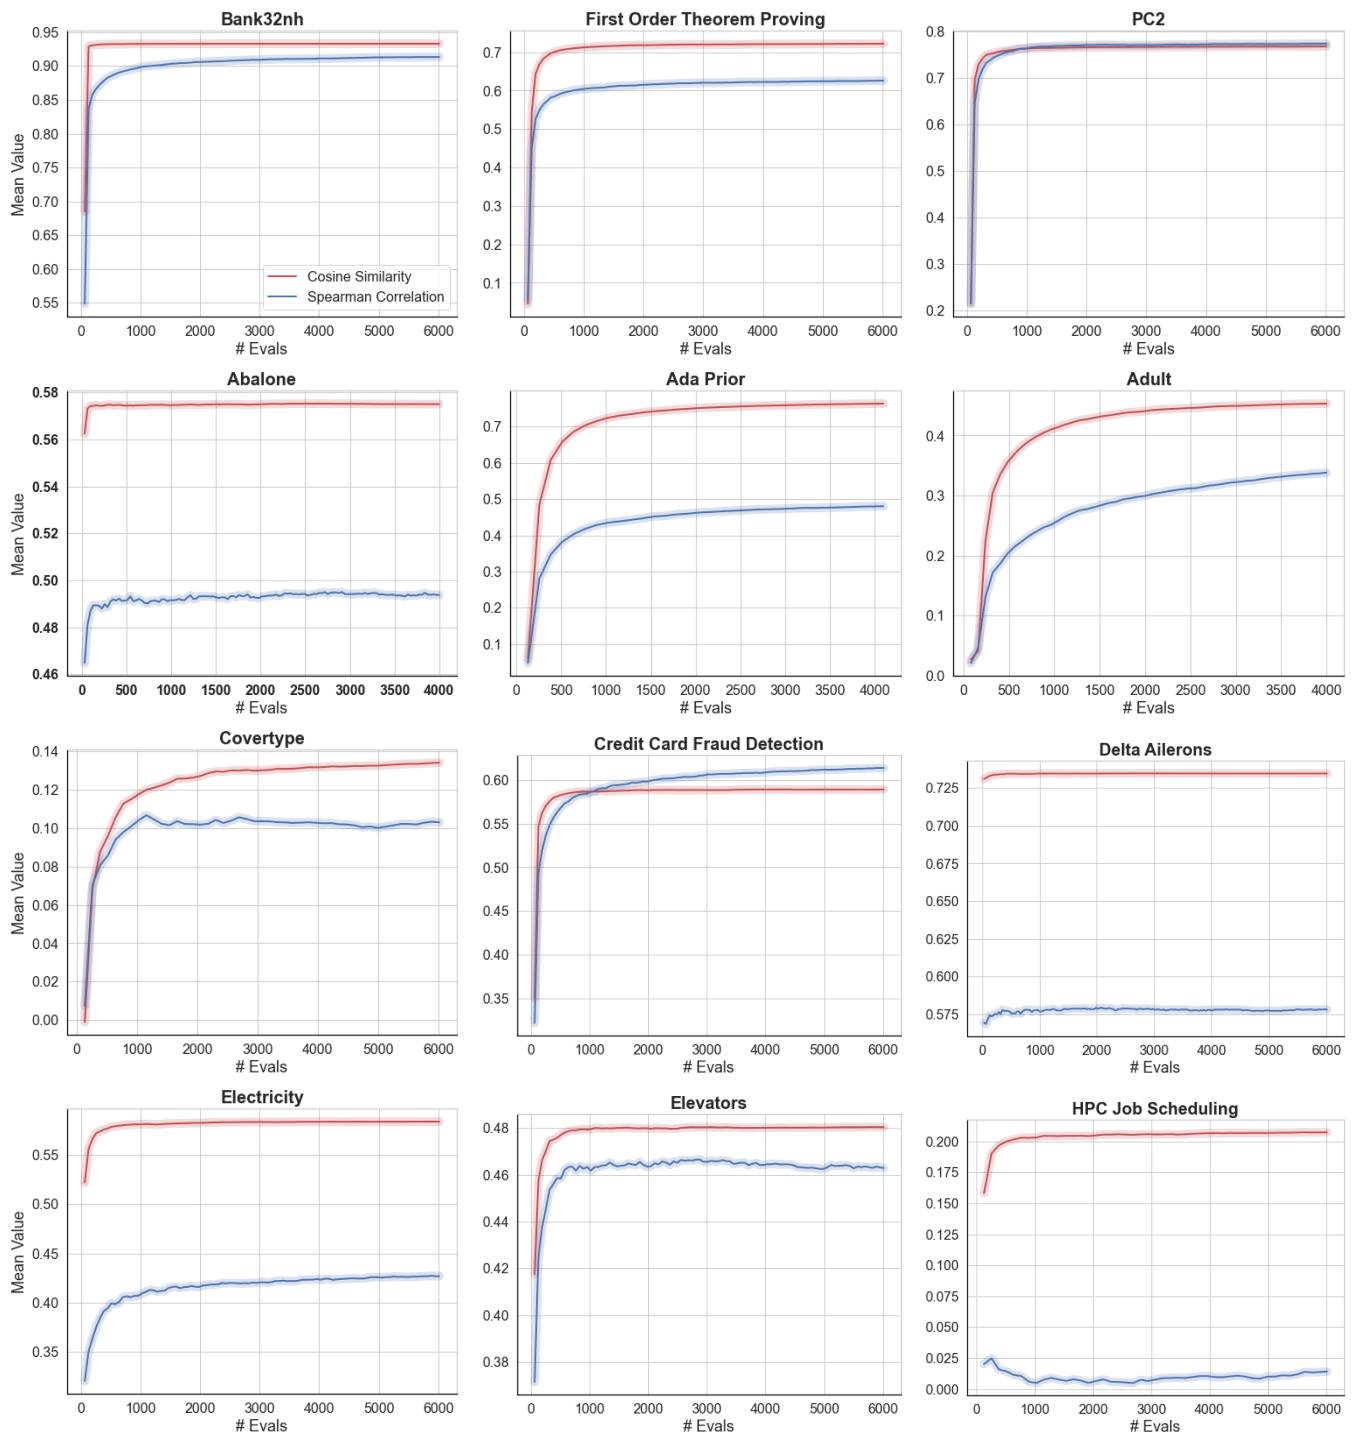 Bank32nh
Mean Value
0.95
0.90
0.85
0.80
0.75
0.70
0.65
0.60
0.55
Cosine Similarity
Spearman Correlation
0 1000 2000 3000 4000 5000 6000
# Evals
First Order Theorem Proving
0.7
0.6
0.5
0.4
0.3
0.2
0.1
0 1000 2000 3000 4000 5000 6000
# Evals
PC2
0.8
0.7
0.6
0.5
0.4
0.3
0.2
0 1000 2000 3000 4000 5000 6000
# Evals
Abalone
Mean Value
0.58
0.56
0.54
0.52
0.50
0.48
0.46
0 500 1000 1500 2000 2500 3000 3500 4000
# Evals
Ada Prior
0.7
0.6
0.5
0.4
0.3
0.2
0.1
0 500 1000 1500 2000 2500 3000 3500 4000
# Evals
Adult
0.4
0.3
0.2
0.1
0.0
0 500 1000 1500 2000 2500 3000 3500 4000
# Evals
Covertype
Mean Value
0.14
0.12
0.10
0.08
0.06
0.04
0.02
0.00
0 1000 2000 3000 4000 5000 6000
# Evals
Credit Card Fraud Detection
0.60
0.55
0.50
0.45
0.40
0.35
0 1000 2000 3000 4000 5000 6000
# Evals
Delta Ailerons
0.725
0.700
0.675
0.650
0.625
0.600
0.575
0 1000 2000 3000 4000 5000 6000
# Evals
Electricity
Mean Value
0.55
0.50
0.45
0.40
0.35
0 1000 2000 3000 4000 5000 6000
# Evals
Elevators
0.48
0.46
0.44
0.42
0.40
0.38
0 1000 2000 3000 4000 5000 6000
# Evals
HPC Job Scheduling
0.200
0.175
0.150
0.125
0.100
0.075
0.050
0.025
0.000
0 1000 2000 3000 4000 5000 6000
# Evals